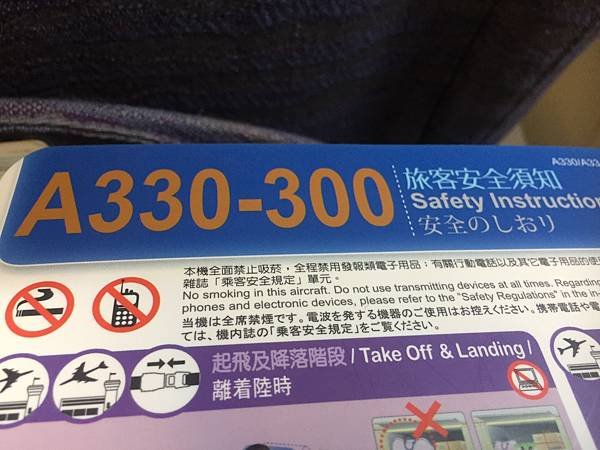 A330-300
A330/A33
旅客安全須知
Safety Instruction
安全のしおり
本機全面禁止吸菸，全程禁用發報類電子用品；有關行動電話以及其它電子用品的使
雜誌「乘客安全規定」單元。
No smoking in this aircraft. Do not use transmitting devices at all times. Regarding
phones and electronic devices, please refer to the "Safety Regulations" in the in-
当機は全席禁煙です。電波を発する機器のご使用はお控えください。携帯電話や電
ては、機内誌の「乗客安全規定」をご覧ください。
起飛及降落階段 / Take Off & Landing /
離着陸時